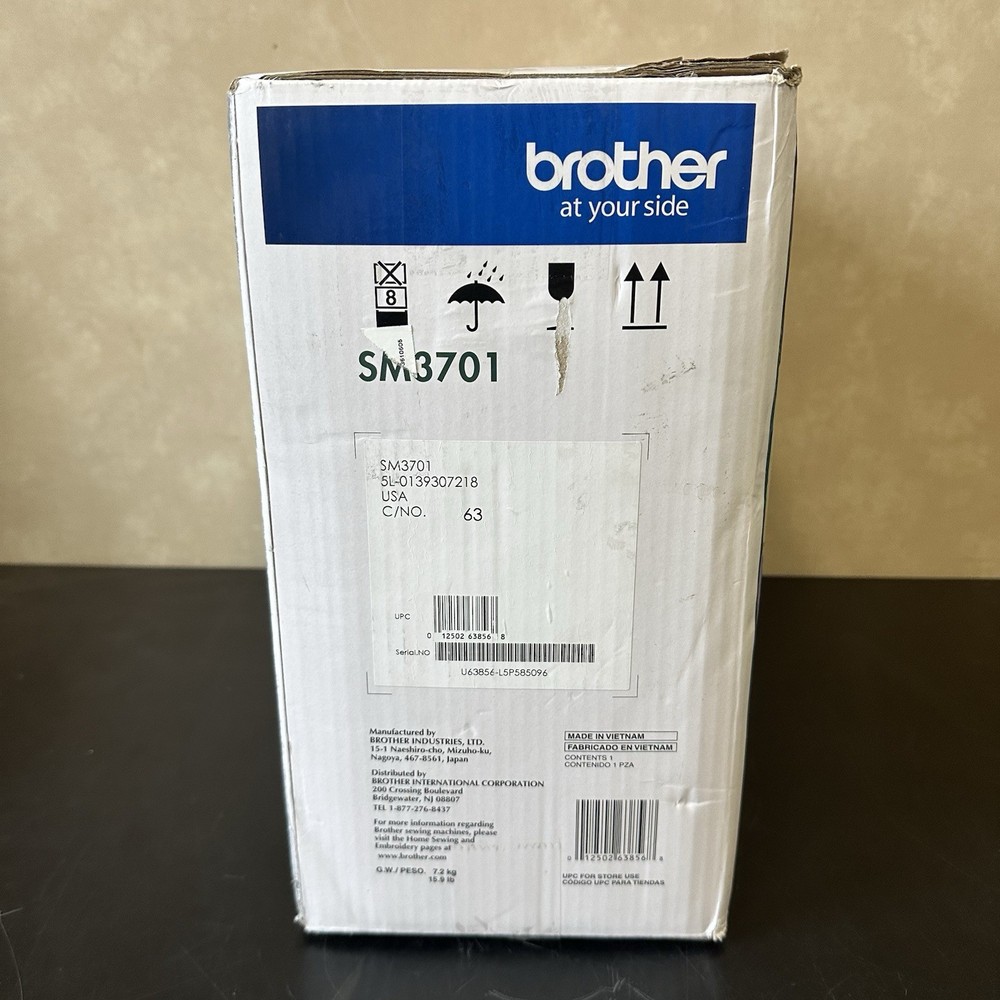 brother
at your side
8
SM3701
SM3701
5L-0139307218
USA
C/NO. 63
UPC
0 12502 63856 8
Serial.NO
U63856-L5P585096
Manufactured by
BROTHER INDUSTRIES, LTD.
15-1 Naeshiro-cho, Mizuho-ku,
Nagoya, 467-8561, Japan
Distributed by
BROTHER INTERNATIONAL CORPORATION
200 Crossing Boulevard
Bridgewater, NJ 08807
TEL 1-877-276-8437
For more information regarding
Brother sewing machines, please
visit the Home Sewing and
Embroidery pages at
www.brother.com
G.W./PESO. 7.2 kg
15.9 lb
MADE IN VIETNAM
FABRICADO EN VIETNAM
CONTENTS 1
CONTENIDO 1 PZA
0 12502 63856 8
UPC FOR STORE USE
CÓDIGO UPC PARA TIENDAS